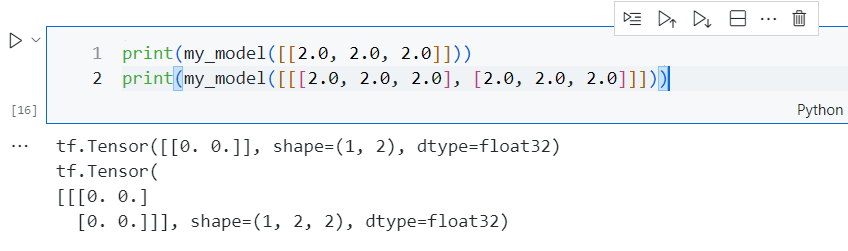 1 print(my_model([[2.0, 2.0, 2.0]]))
2 print(my_model([[[2.0, 2.0, 2.0], [2.0, 2.0, 2.0]]]))
[16]
Python
... tf.Tensor([[0. 0.]], shape=(1, 2), dtype=float32)
tf.Tensor(
[[[0. 0.]
  [0. 0.]]], shape=(1, 2, 2), dtype=float32)